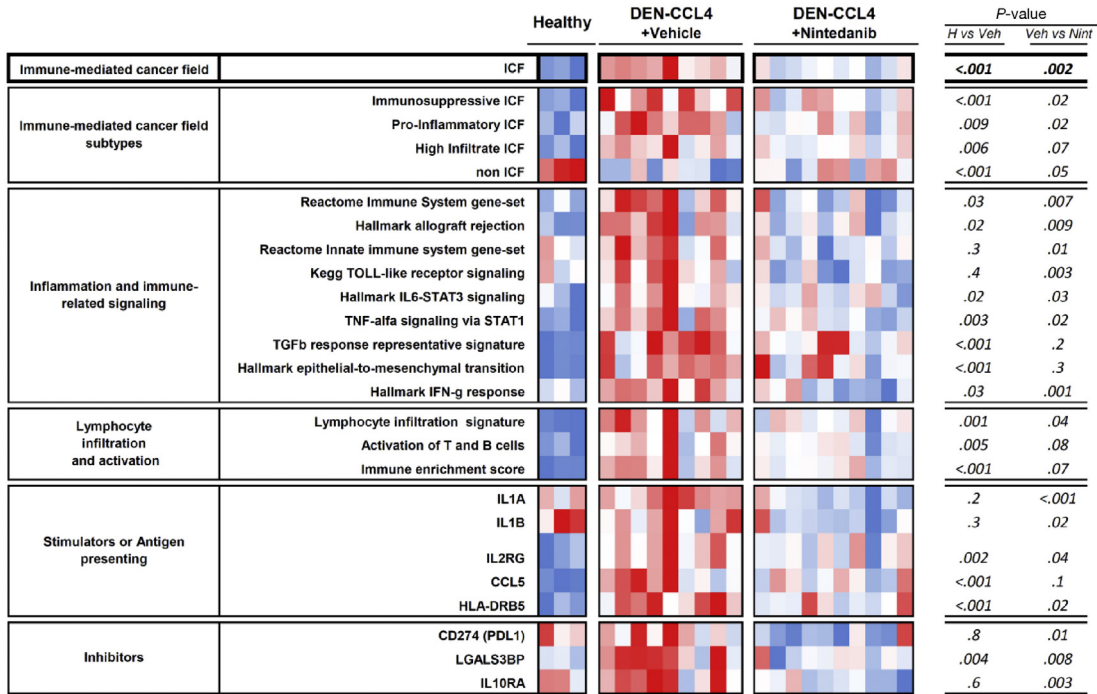 Healthy DEN-CCL4 +Vehicle DEN-CCL4 +Nintedanib P-value
H vs Veh Veh vs Nint
Immune-mediated cancer field ICF <.001 .002
Immune-mediated cancer field subtypes
Immunosuppressive ICF <.001 .02
Pro-Inflammatory ICF .009 .02
High Infiltrate ICF .006 .07
non ICF <.001 .05
Inflammation and immune-related signaling
Reactome Immune System gene-set .03 .007
Hallmark allograft rejection .02 .009
Reactome Innate immune system gene-set .3 .01
Kegg TOLL-like receptor signaling .4 .003
Hallmark IL6-STAT3 signaling .02 .03
TNF-alfa signaling via STAT1 .003 .02
TGFb response representative signature <.001 .2
Hallmark epithelial-to-mesenchymal transition <.001 .3
Hallmark IFN-g response .03 .001
Lymphocyte infiltration and activation
Lymphocyte infiltration signature .001 .04
Activation of T and B cells .005 .08
Immune enrichment score <.001 .07
Stimulators or Antigen presenting
IL1A .2 <.001
IL1B .3 .02
IL2RG .002 .04
CCL5 <.001 .1
HLA-DRB5 <.001 .02
Inhibitors
CD274 (PDL1) .8 .01
LGALS3BP .004 .008
IL10RA .6 .003